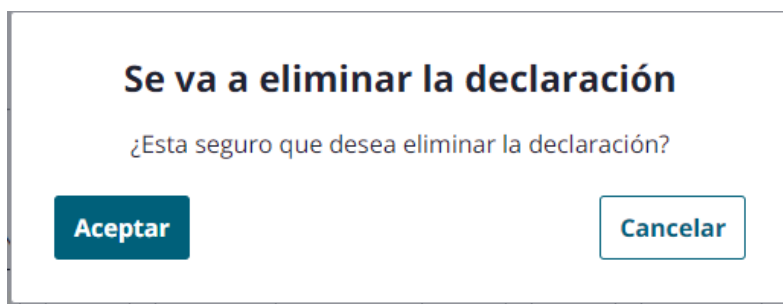 Se va a eliminar la declaración
¿Esta seguro que desea eliminar la declaración?
Aceptar
Cancelar